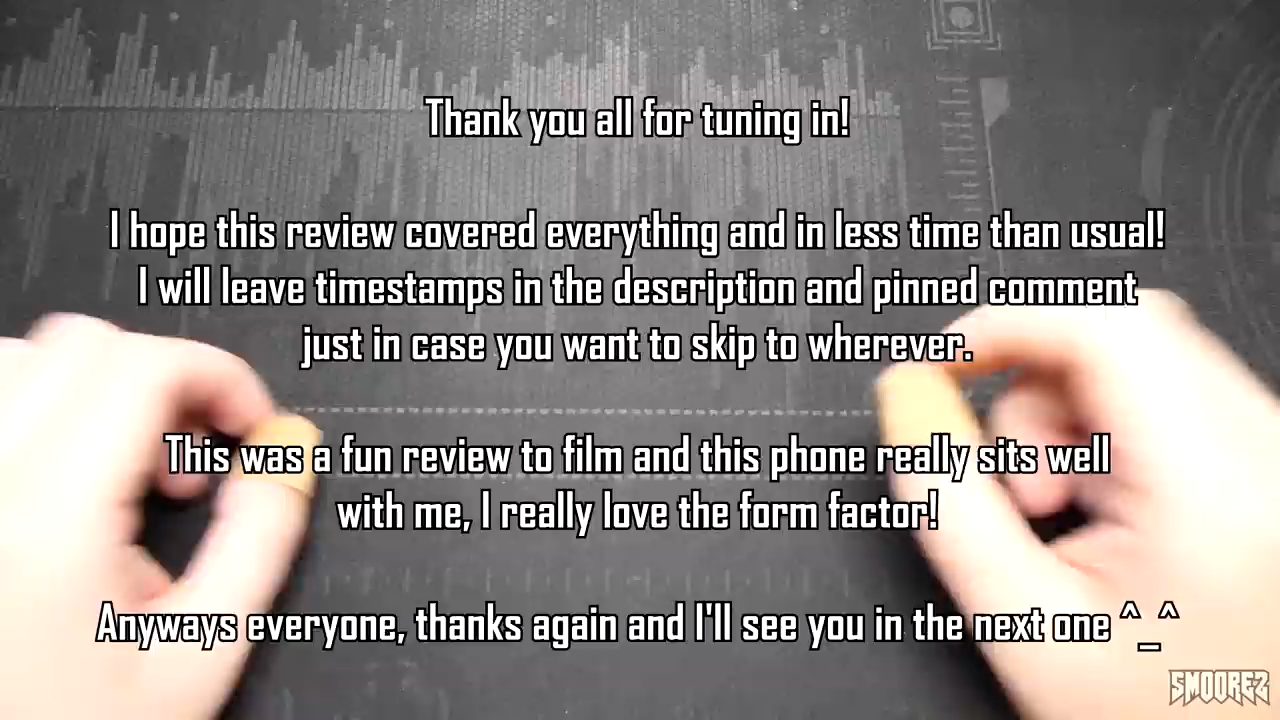 Thank you all for tuning in!
I hope this review covered everything and in less time than usual!
I will leave timestamps in the description and pinned comment
just in case you want to skip to wherever.
This was a fun review to film and this phone really sits well
with me, I really love the form factor!
Anyways everyone, thanks again and I'll see you in the next one ^_^
SMOOREZ